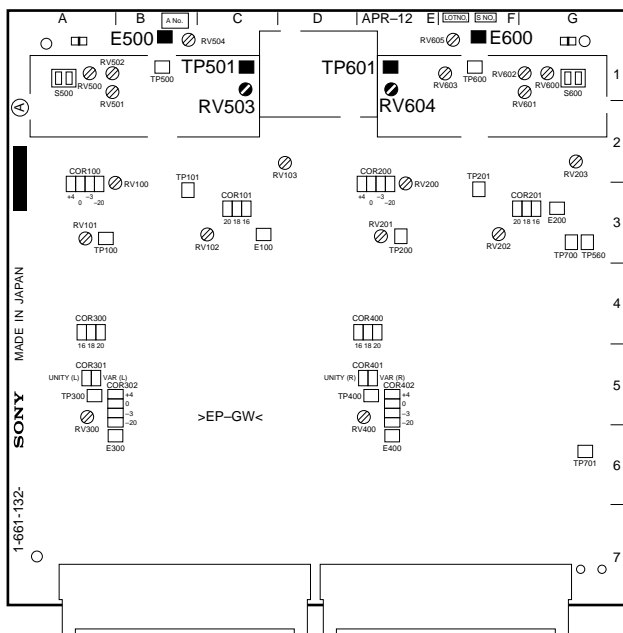 A B A No. C D APR–12 E LOTNO. S NO. F G
E500 RV504 RV605 E600
RV502 TP500 TP501 TP601 RV603 TP600 RV602 RV600 1
S500 RV500 RV501 RV503 RV604 RV601 S600
A
2
RV103 RV203
COR100 RV100 TP101 COR101 COR200 RV200 TP201 COR201
+4 –3 +4 –3
0 –20 0 –20
20 18 16 E200 20 18 16 3
RV101 TP100 RV102 E100 RV201 TP200 RV202 TP700 TP560
MADE IN JAPAN
4
COR300 COR400
16 18 20 16 18 20
COR301 COR401
UNITY (L) VAR (L) UNITY (R) VAR (R) 5
COR302 COR402
TP300 +4 TP400 +4
0 0
RV300 –3 >EP–GW< RV400 –3
–20 –20
E300 E400
SONY
TP701 6
1-661-132-
7